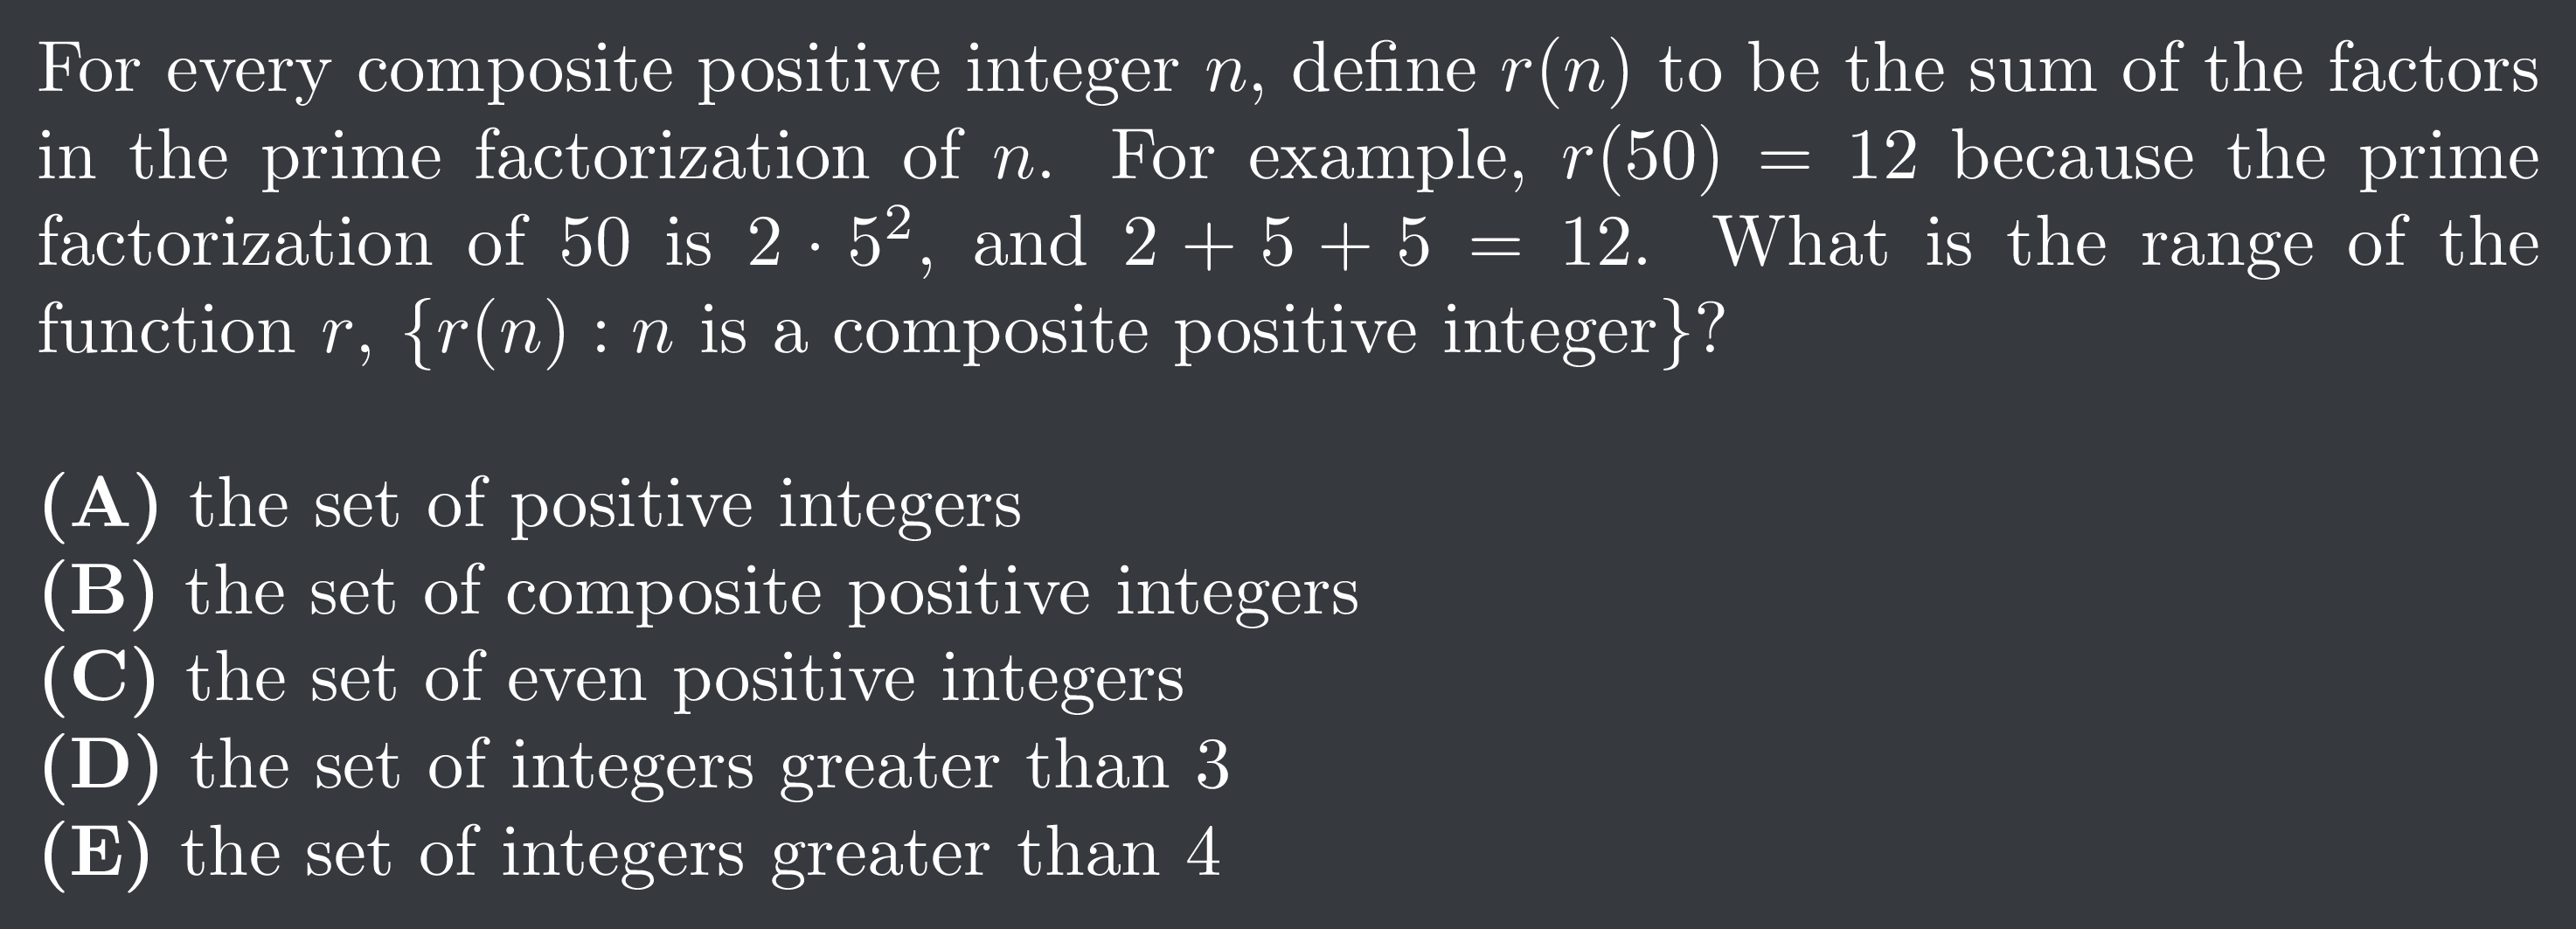 For every composite positive integer n, define r(n) to be the sum of the factors
in the prime factorization of n. For example, r(50) = 12 because the prime
factorization of 50 is 2 · 5², and 2 + 5 + 5 = 12. What is the range of the
function r, {r(n) : n is a composite positive integer}?
(A) the set of positive integers
(B) the set of composite positive integers
(C) the set of even positive integers
(D) the set of integers greater than 3
(E) the set of integers greater than 4